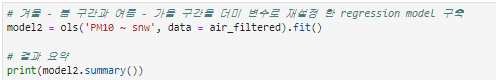 # 겨울 - 봄 구간과 여름 - 가을 구간을 더미 변수로 재설정 한 regression model 구축
model2 = ols('PM10 ~ snw', data = air_filtered).fit()
# 결과 요약
print(model2.summary())